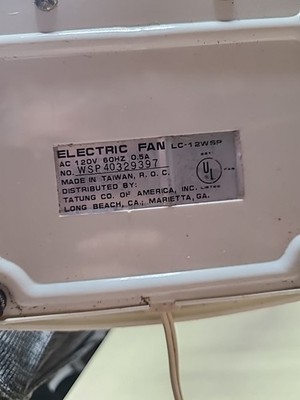 ELECTRIC FAN LC-12WSP
AC 120V 60HZ 0.5A
NO. WSP40329397
MADE IN TAIWAN, R.O.C.
DISTRIBUTED BY:
TATUNG CO. OF AMERICA, INC.
LONG BEACH, CA.; MARIETTA, GA.
UL
FAN
LISTED